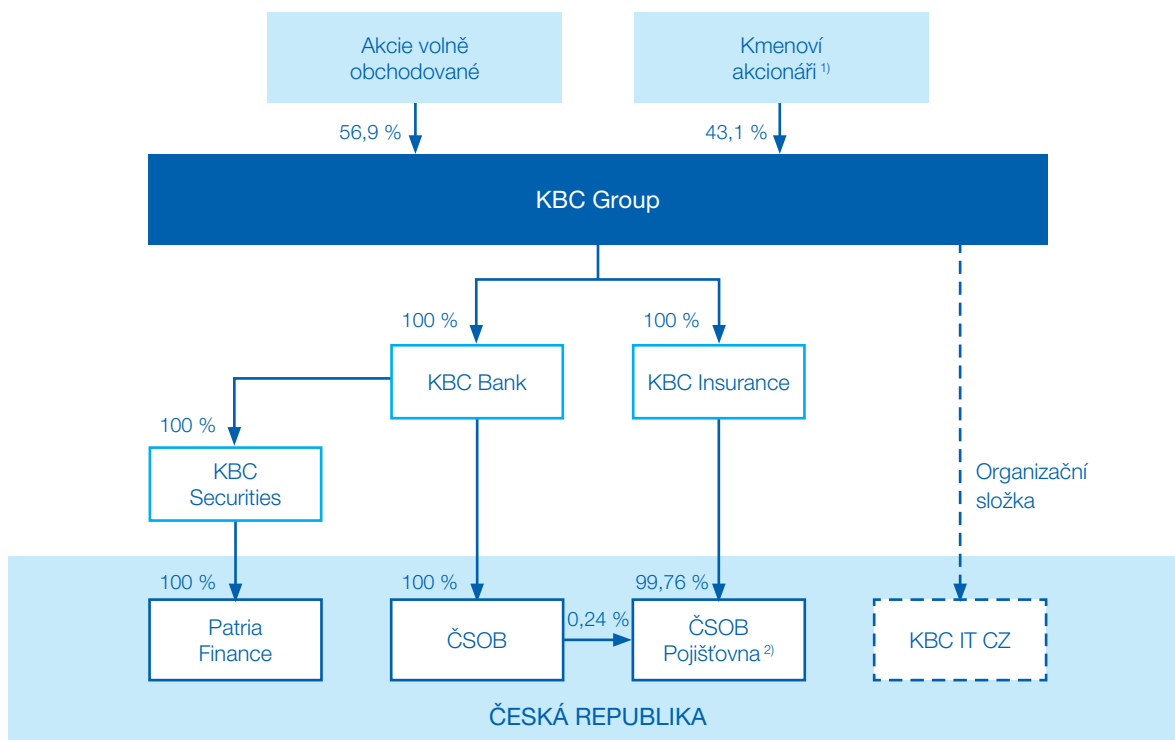 Akcie volně
obchodované
Kmenoví
akcionáři 1)
56,9 %
43,1 %
KBC Group
100 %
100 %
KBC Bank
KBC Insurance
100 %
KBC
Securities
Organizační
složka
100 %
100 %
99,76 %
0,24 %
Patria
Finance
ČSOB
ČSOB
Pojišťovna 2)
KBC IT CZ
ČESKÁ REPUBLIKA